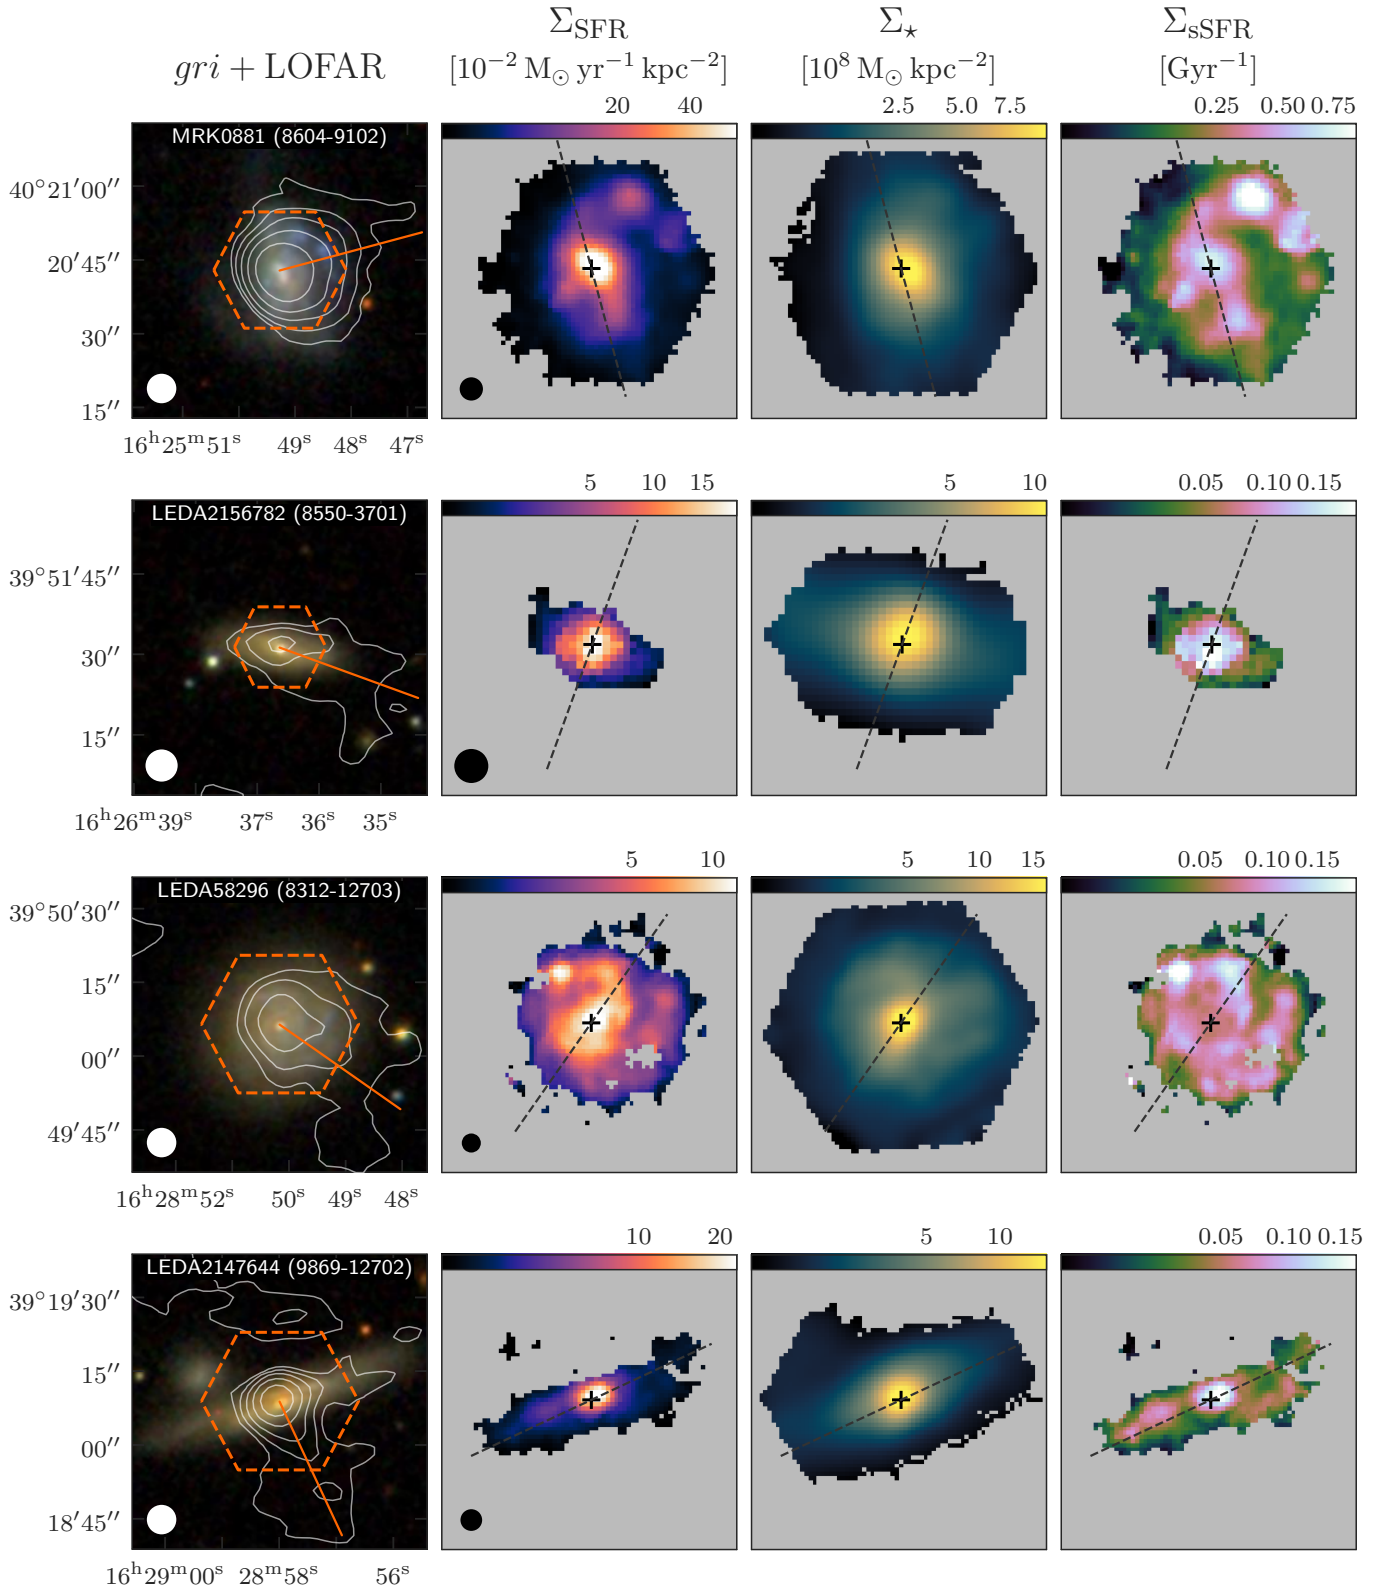 Σ_SFR Σ_⋆ Σ_sSFR
gri + LOFAR [10⁻² M_⊙ yr⁻¹ kpc⁻²] [10⁸ M_⊙ kpc⁻²] [Gyr⁻¹]
20 40 2.5 5.0 7.5 0.25 0.50 0.75
MRK0881 (8604-9102)
40°21′00″
20′45″
30″
15″
16ʰ25ᵐ51ˢ 49ˢ 48ˢ 47ˢ
5 10 15 5 10 0.05 0.10 0.15
LEDA2156782 (8550-3701)
39°51′45″
30″
15″
16ʰ26ᵐ39ˢ 37ˢ 36ˢ 35ˢ
5 10 5 10 15 0.05 0.10 0.15
LEDA58296 (8312-12703)
39°50′30″
15″
00″
49′45″
16ʰ28ᵐ52ˢ 50ˢ 49ˢ 48ˢ
10 20 5 10 0.05 0.10 0.15
LEDA2147644 (9869-12702)
39°19′30″
15″
00″
18′45″
16ʰ29ᵐ00ˢ 28ᵐ58ˢ 56ˢ